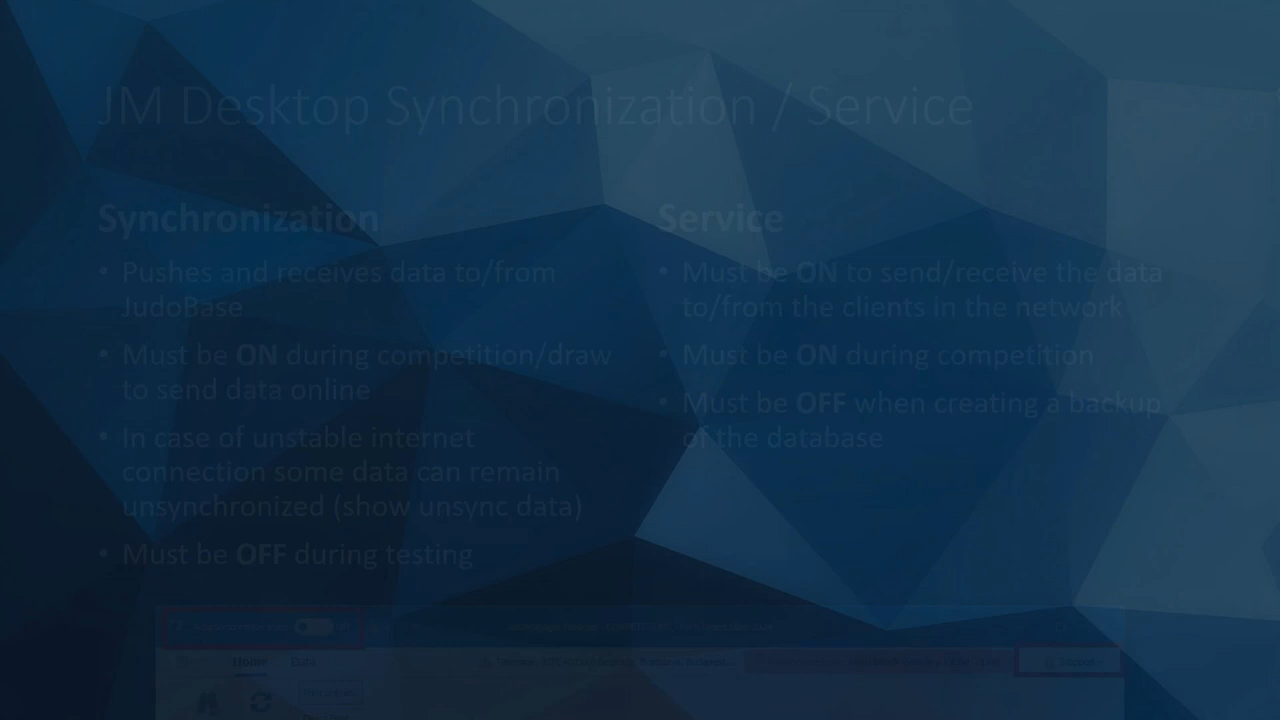 JM Desktop Synchronization / Service
Synchronization
• Pushes and receives data to/from
JudoBase
• Must be ON during competition/draw
to send data online
• In case of unstable internet
connection some data can remain
unsynchronized (show unsync data)
• Must be OFF during testing
Service
• Must be ON to send/receive the data
to/from the clients in the network
• Must be ON during competition
• Must be OFF when creating a backup
of the database
Home
Data